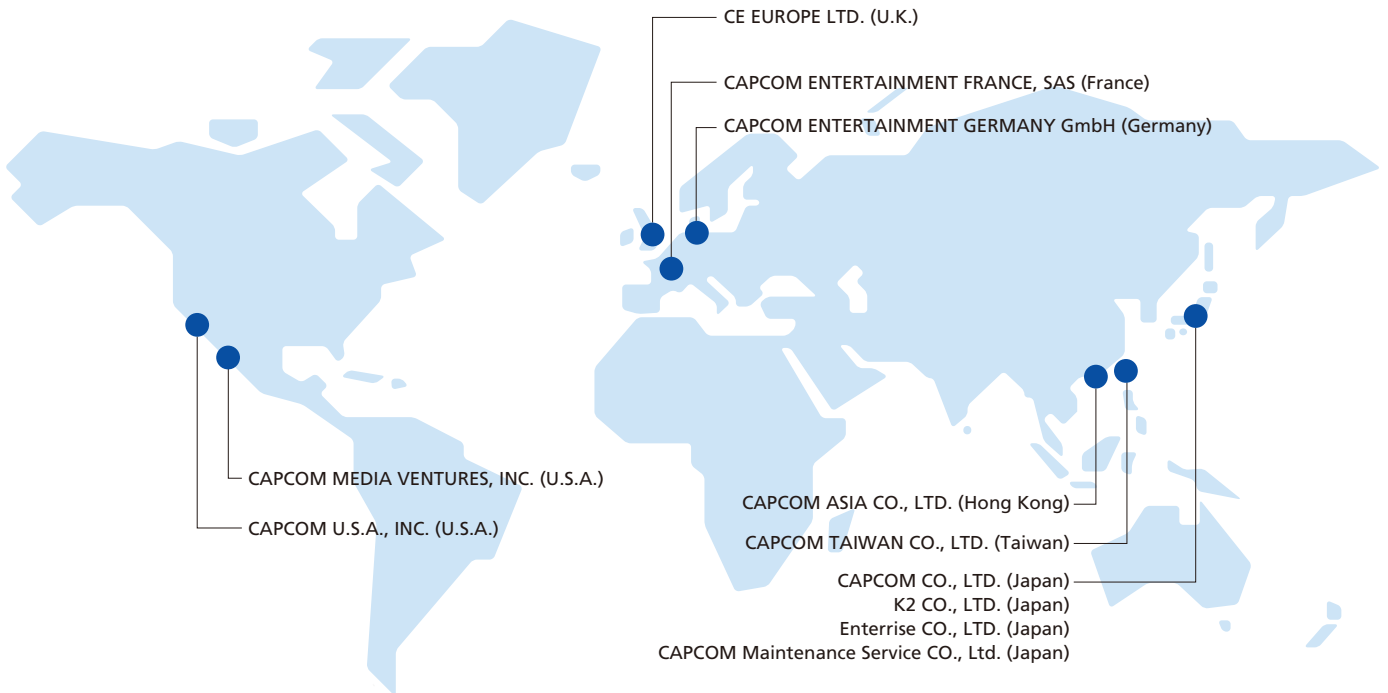 CE EUROPE LTD. (U.K.)
CAPCOM ENTERTAINMENT FRANCE, SAS (France)
CAPCOM ENTERTAINMENT GERMANY GmbH (Germany)
CAPCOM MEDIA VENTURES, INC. (U.S.A.)
CAPCOM U.S.A., INC. (U.S.A.)
CAPCOM ASIA CO., LTD. (Hong Kong)
CAPCOM TAIWAN CO., LTD. (Taiwan)
CAPCOM CO., LTD. (Japan)
K2 CO., LTD. (Japan)
Enterrise CO., LTD. (Japan)
CAPCOM Maintenance Service CO., Ltd. (Japan)